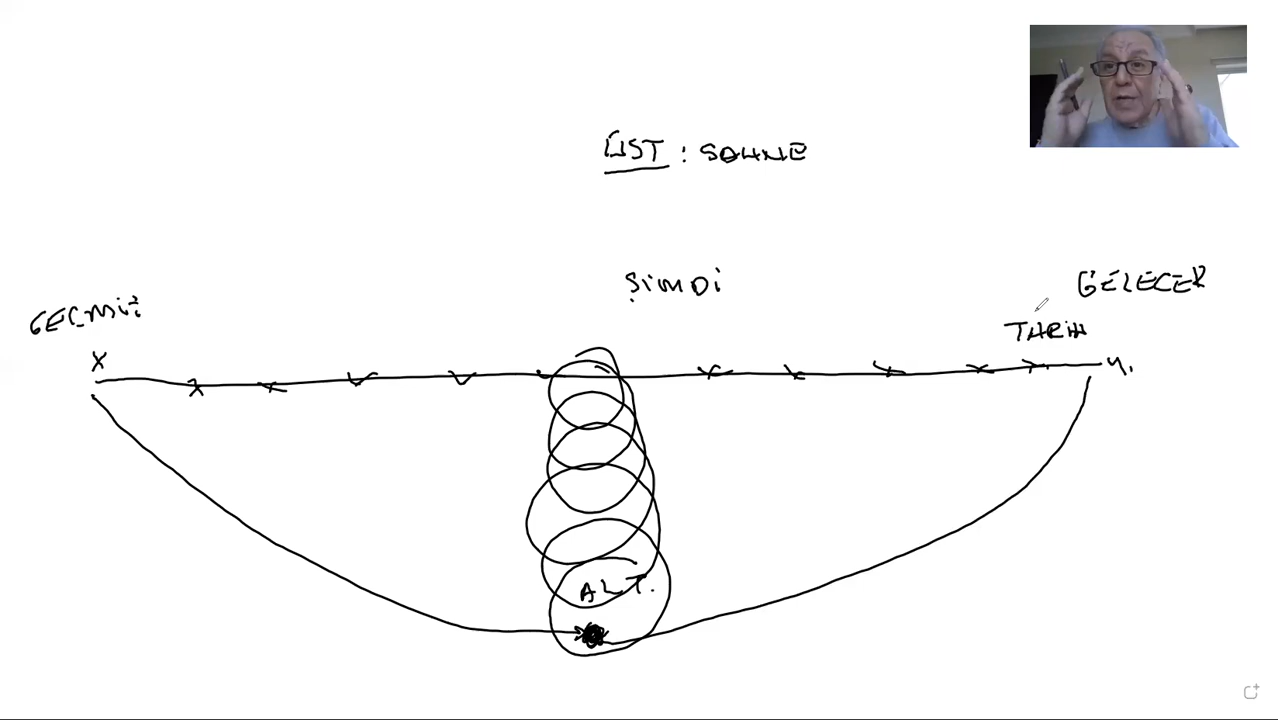 ÜST : SAHNE
ŞİMDİ
GELECEK
GEÇMİŞ
TARİH
X
Y.
ALT.